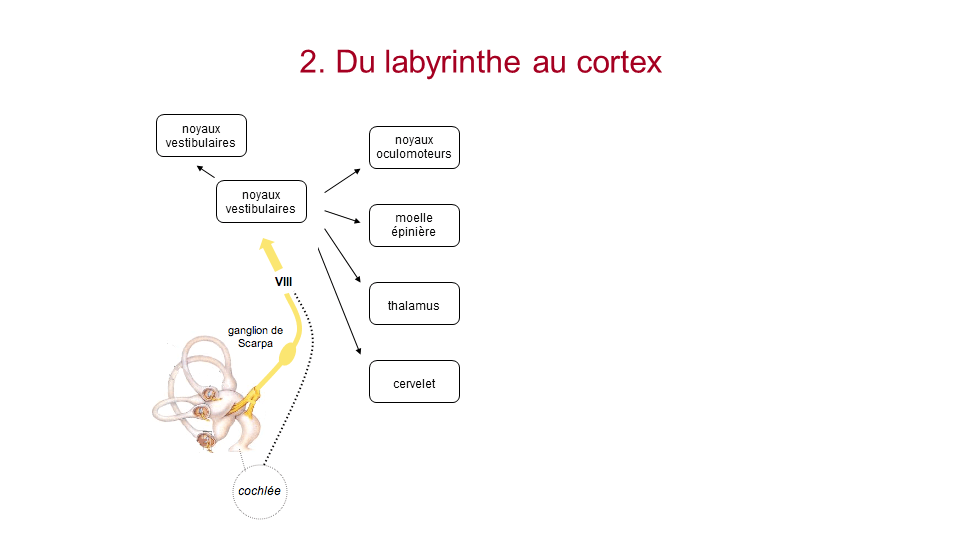 2. Du labyrinthe au cortex
noyaux
vestibulaires
noyaux
vestibulaires
noyaux
oculomoteurs
moelle
épinière
thalamus
cervelet
VIII
ganglion de
Scarpa
cochlée